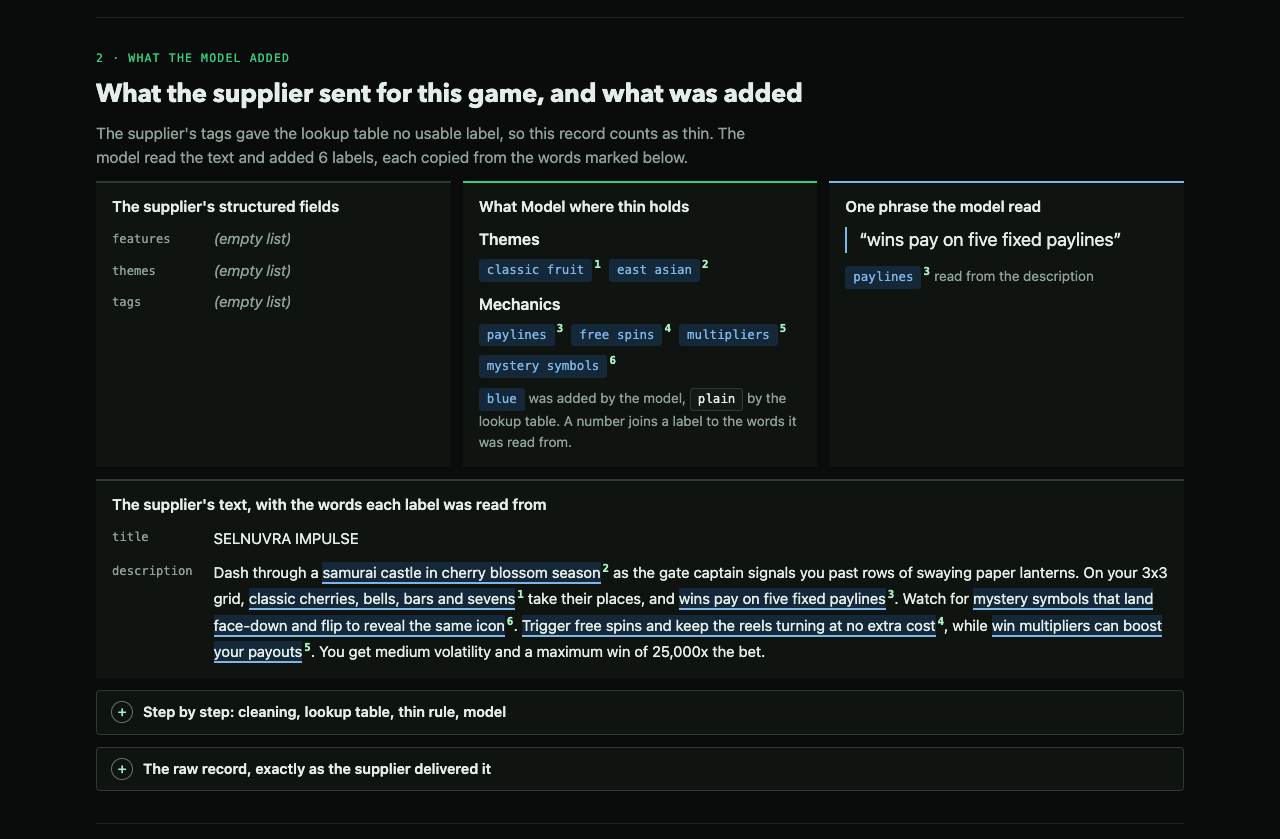 2 · WHAT THE MODEL ADDED
What the supplier sent for this game, and what was added
The supplier's tags gave the lookup table no usable label, so this record counts as thin. The
model read the text and added 6 labels, each copied from the words marked below.
The supplier's structured fields
features (empty list)
themes (empty list)
tags (empty list)
What Model where thin holds
Themes
classic fruit 1 east asian 2
Mechanics
paylines 3 free spins 4 multipliers 5
mystery symbols 6
blue was added by the model, plain by the
lookup table. A number joins a label to the words it
was read from.
One phrase the model read
“wins pay on five fixed paylines”
paylines 3 read from the description
The supplier's text, with the words each label was read from
title SELNUVRA IMPULSE
description Dash through a samurai castle in cherry blossom season 2 as the gate captain signals you past rows of swaying paper lanterns. On your 3x3
grid, classic cherries, bells, bars and sevens 1 take their places, and wins pay on five fixed paylines 3. Watch for mystery symbols that land
face-down and flip to reveal the same icon 6. Trigger free spins and keep the reels turning at no extra cost 4, while win multipliers can boost
your payouts 5. You get medium volatility and a maximum win of 25,000x the bet.
+ Step by step: cleaning, lookup table, thin rule, model
+ The raw record, exactly as the supplier delivered it